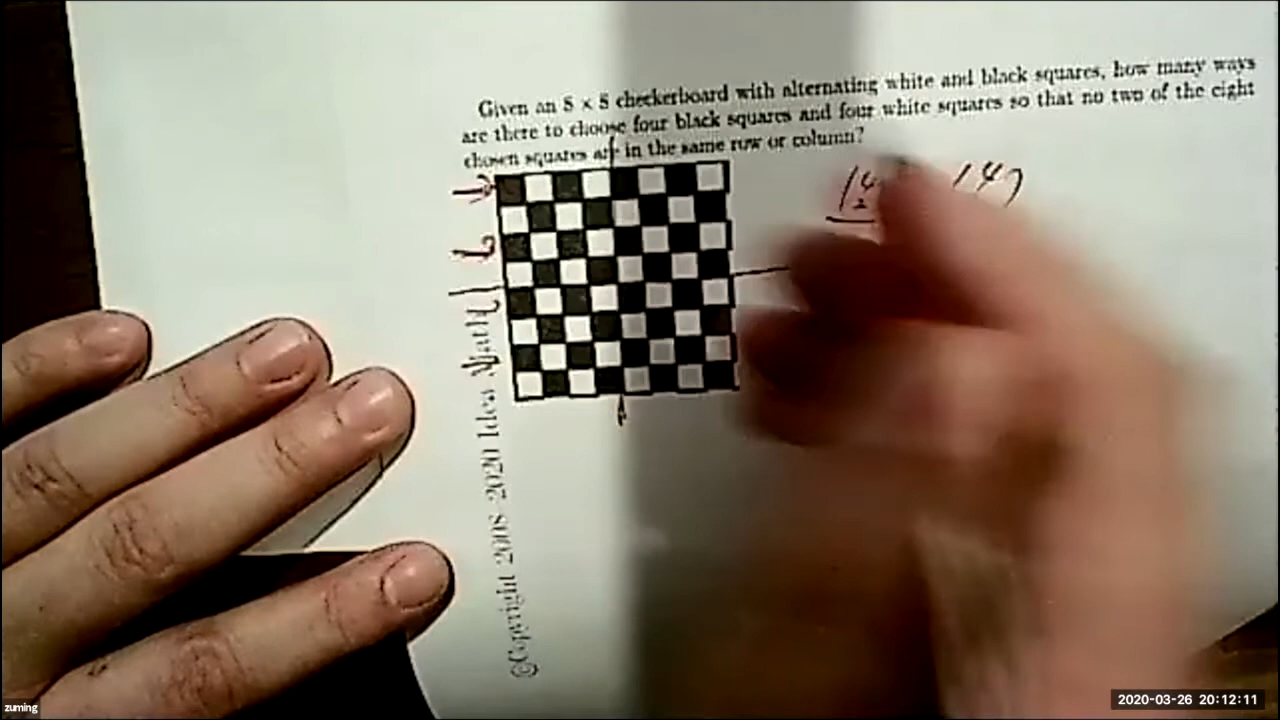 Given an 8 × 8 checkerboard with alternating white and black squares, how many ways
are there to choose four black squares and four white squares so that no two of the eight
chosen squares are in the same row or column?
©Copyright 2008-2020 Idea Math
zuming
2020-03-26 20:12:11